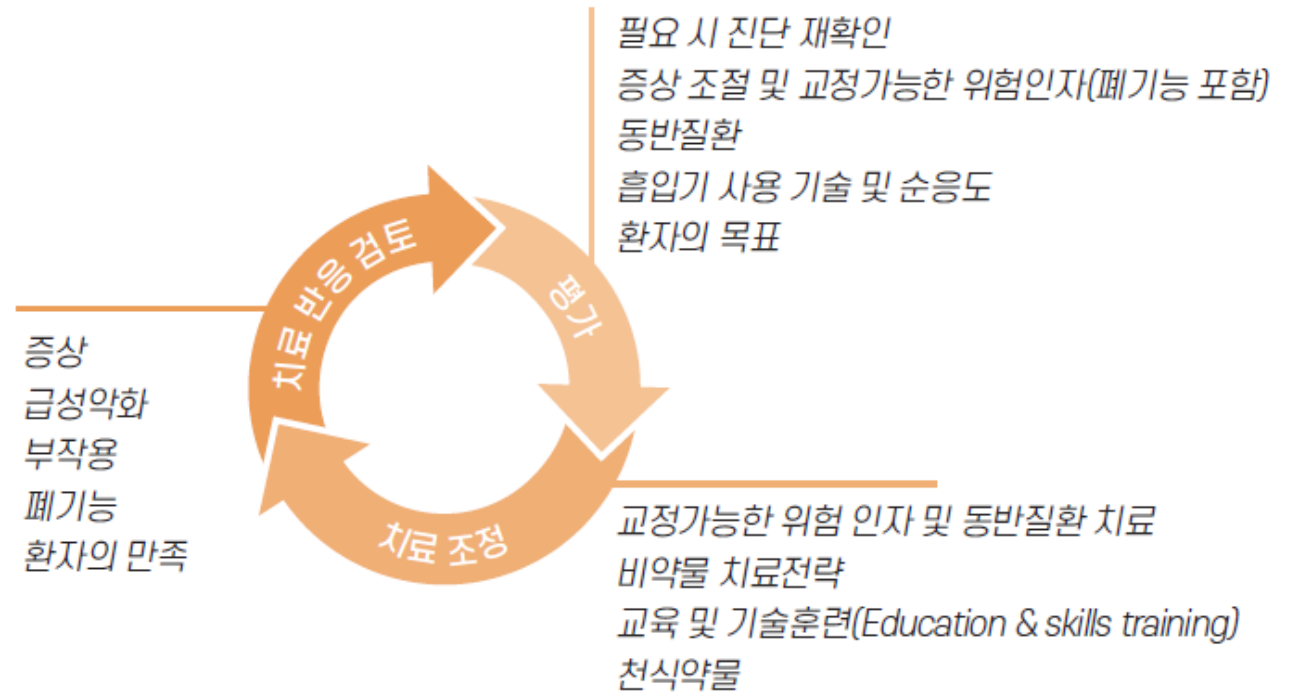 필요 시 진단 재확인
증상 조절 및 교정가능한 위험인자(폐기능 포함)
동반질환
흡입기 사용 기술 및 순응도
환자의 목표
치료 반응 검토
평가
증상
급성악화
부작용
폐기능
환자의 만족
치료 조정
교정가능한 위험 인자 및 동반질환 치료
비약물 치료전략
교육 및 기술훈련(Education & skills training)
천식약물